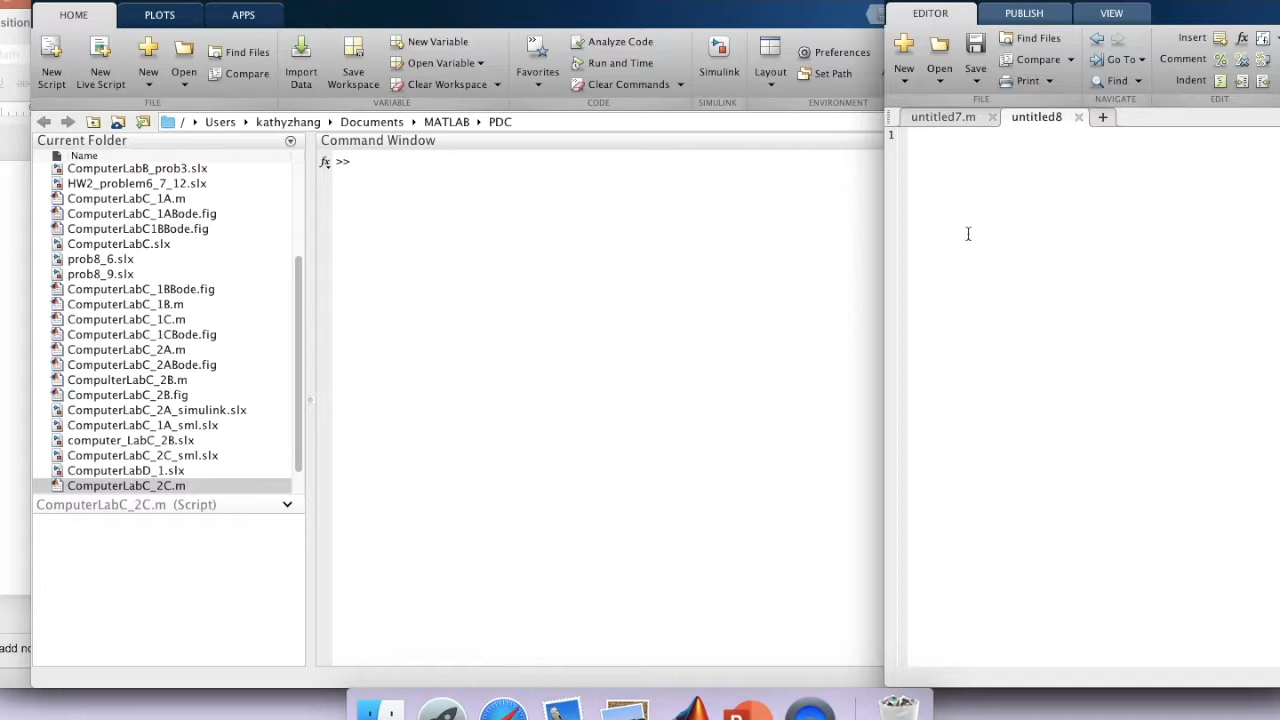 HOME PLOTS APPS
EDITOR PUBLISH VIEW
New Script
New Live Script
New
Open
Find Files
Compare
Import Data
Save Workspace
New Variable
Open Variable
Clear Workspace
Favorites
Analyze Code
Run and Time
Clear Commands
Simulink
Layout
Preferences
Set Path
FILE VARIABLE CODE SIMULINK ENVIRONMENT
New
Open
Save
Find Files
Compare
Print
Go To
Find
Insert
Comment
Indent
FILE NAVIGATE EDIT
/ Users kathyzhang Documents MATLAB PDC
untitled7.m untitled8
Current Folder
Name
ComputerLabB_prob3.slx
HW2_problem6_7_12.slx
ComputerLabC_1A.m
ComputerLabC_1ABode.fig
ComputerLabC1BBode.fig
ComputerLabC.slx
prob8_6.slx
prob8_9.slx
ComputerLabC_1BBode.fig
ComputerLabC_1B.m
ComputerLabC_1C.m
ComputerLabC_1CBode.fig
ComputerLabC_2A.m
ComputerLabC_2ABode.fig
CompulterLabC_2B.m
ComputerLabC_2B.fig
ComputerLabC_2A_simulink.slx
ComputerLabC_1A_sml.slx
computer_LabC_2B.slx
ComputerLabC_2C_sml.slx
ComputerLabD_1.slx
ComputerLabC_2C.m
ComputerLabC_2C.m (Script)
Command Window
fx >>
1